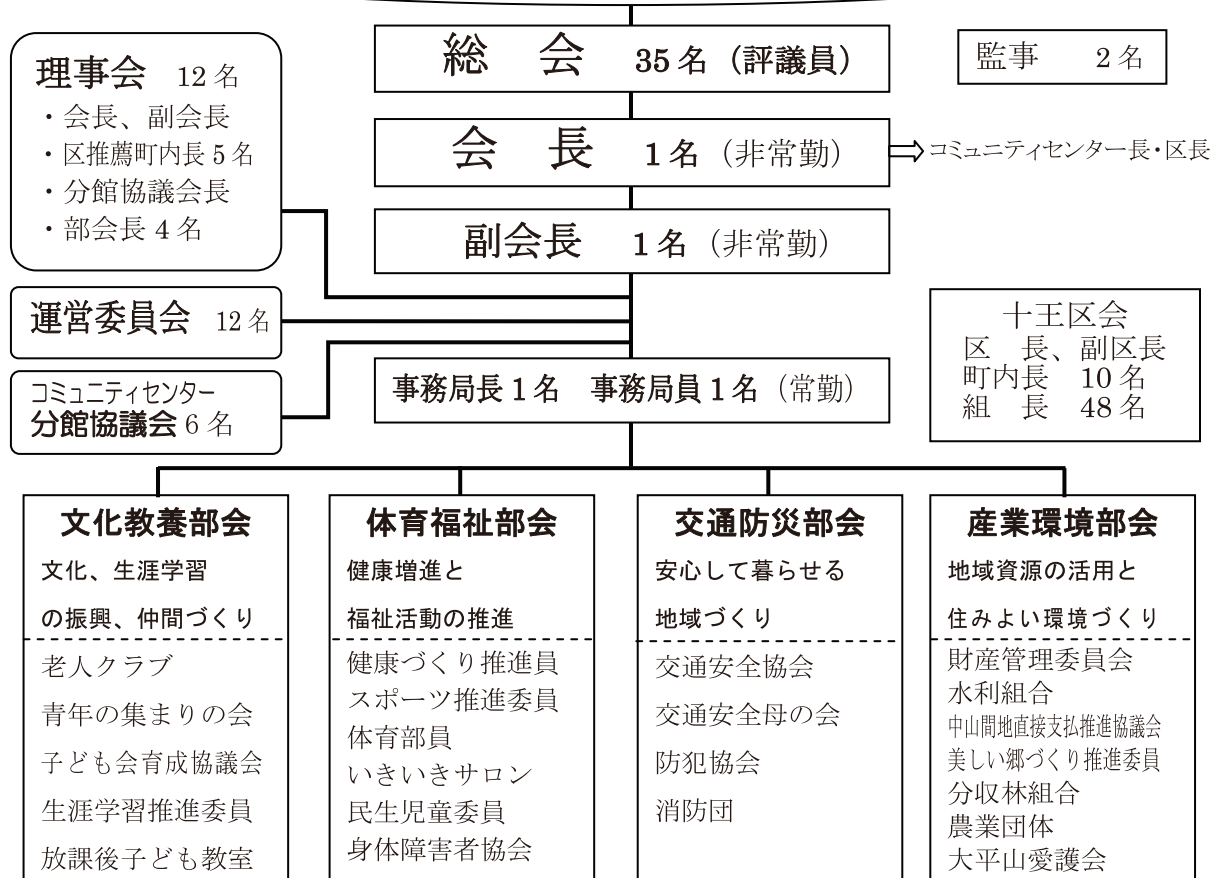 総　会　35名（評議員）
監事　2名
理事会　12名
・会長、副会長
・区推薦町内長5名
・分館協議会長
・部会長4名
会　長　1名（非常勤）
コミュニティセンター長・区長
副会長　1名（非常勤）
運営委員会　12名
コミュニティセンター
分館協議会6名
十王区会
区　長、副区長
町内長　10名
組　長　48名
事務局長1名　事務局員1名（常勤）
文化教養部会
文化、生涯学習
の振興、仲間づくり
老人クラブ
青年の集まりの会
子ども会育成協議会
生涯学習推進委員
放課後子ども教室
体育福祉部会
健康増進と
福祉活動の推進
健康づくり推進員
スポーツ推進委員
体育部員
いきいきサロン
民生児童委員
身体障害者協会
交通防災部会
安心して暮らせる
地域づくり
交通安全協会
交通安全母の会
防犯協会
消防団
産業環境部会
地域資源の活用と
住みよい環境づくり
財産管理委員会
水利組合
中山間地直接支払推進協議会
美しい郷づくり推進委員
分収林組合
農業団体
大平山愛護会